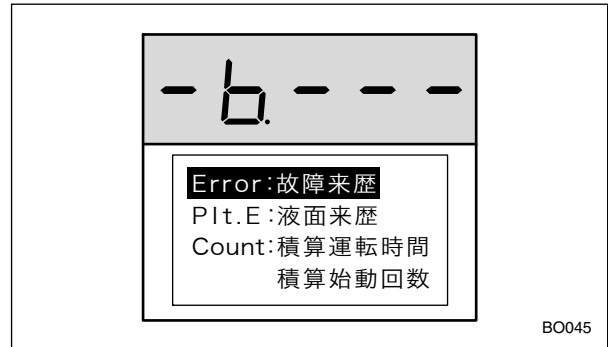 - b. - - -
Error:故障来歴
Plt.E:液面来歴
Count:積算運転時間
積算始動回数
BO045